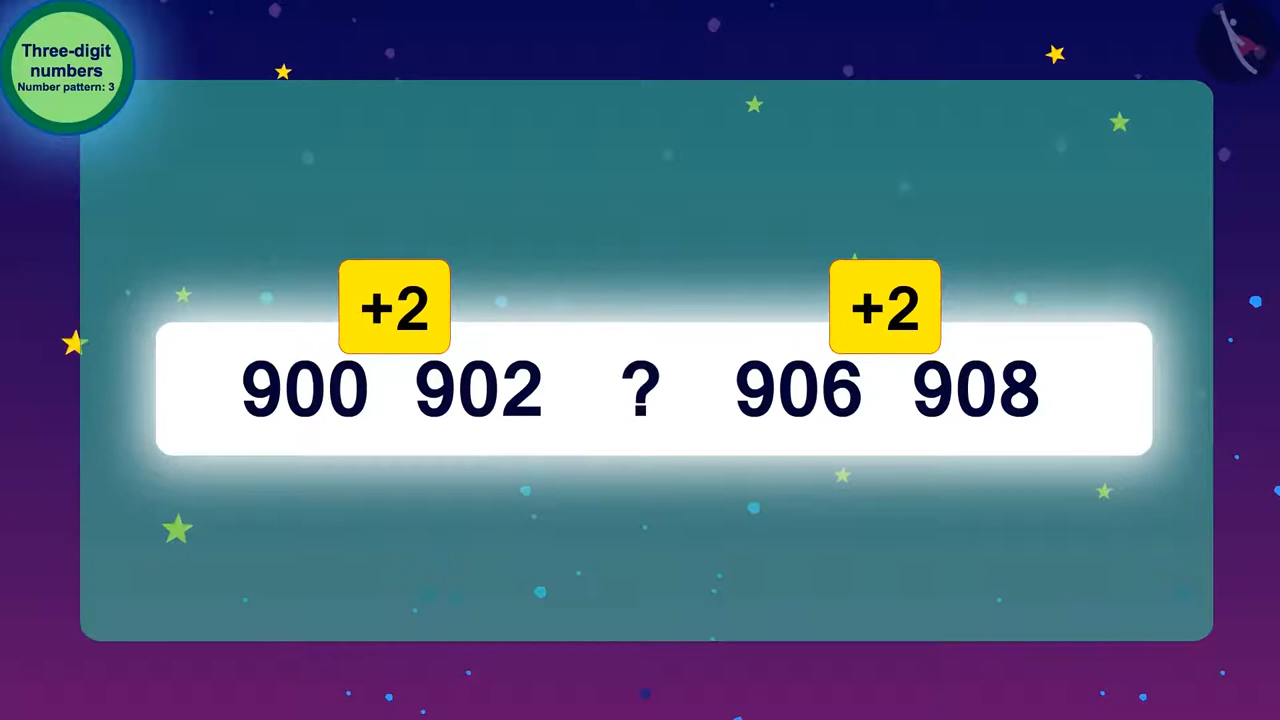 Three-digit
numbers
Number pattern: 3
+2 +2
900 902 ? 906 908